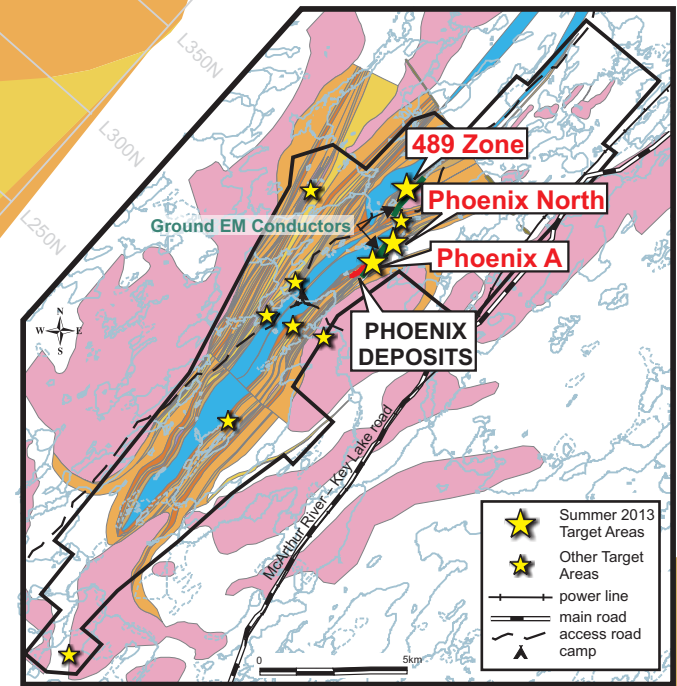 L350N
L300N
L250N
489 Zone
Phoenix North
Ground EM Conductors
Phoenix A
N
W E
S
PHOENIX
DEPOSITS
McArthur River – Key Lake road
Summer 2013
Target Areas
Other Target
Areas
power line
main road
access road
camp
0 5km